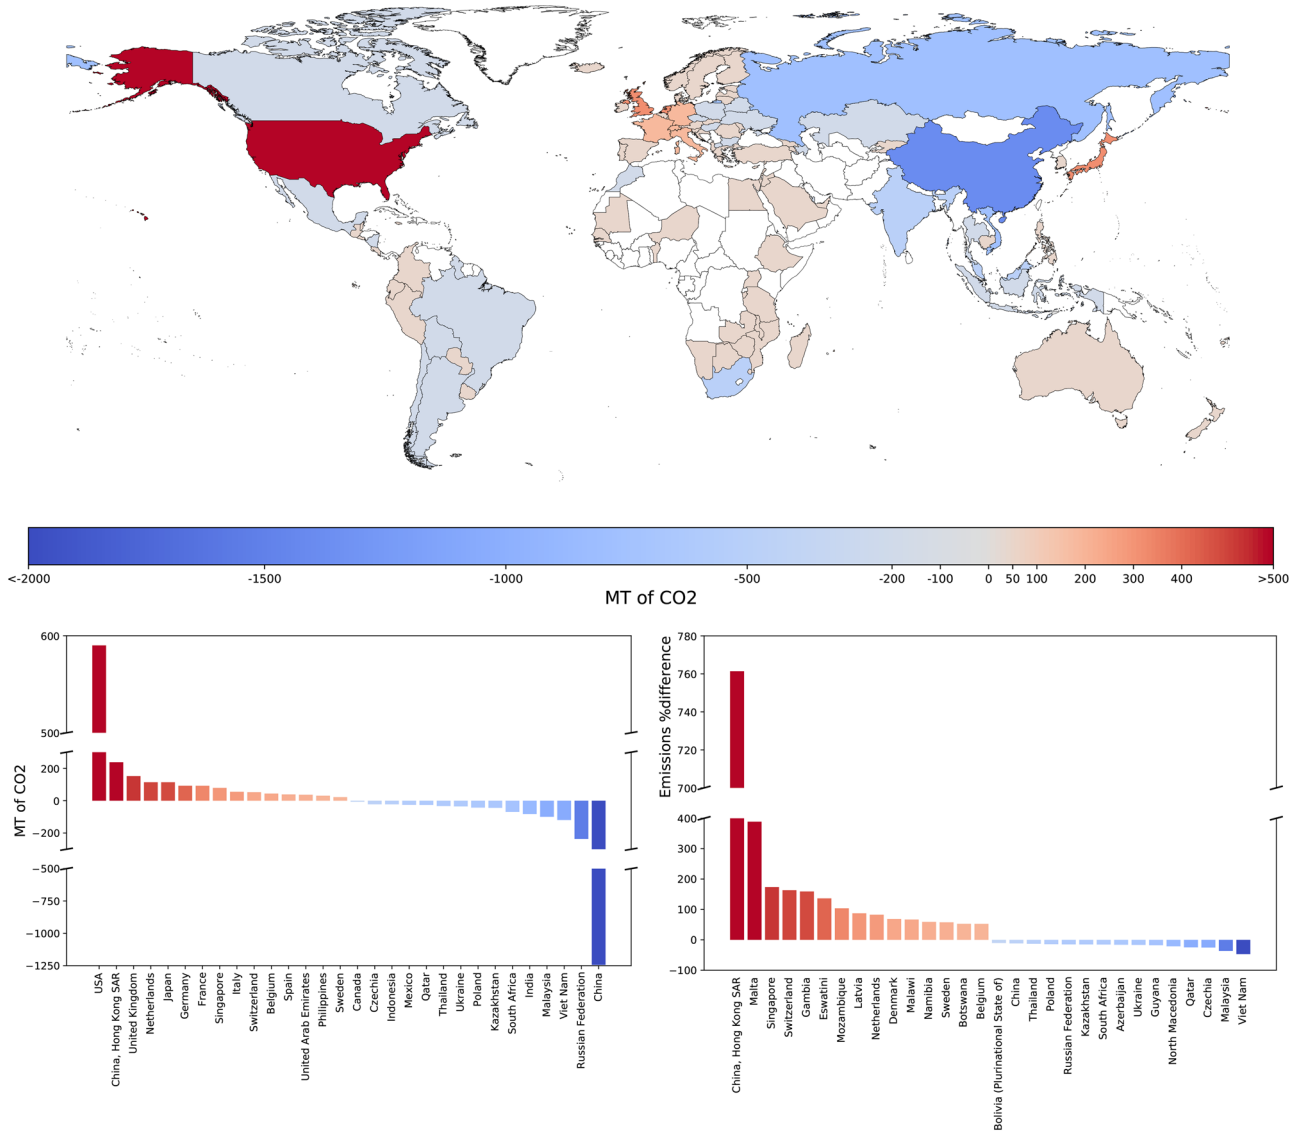 <-2000 -1500 -1000 -500 -200 -100 0 50 100 200 300 400 >500
MT of CO2
MT of CO2
600
500
200
0
−200
−500
−750
−1000
−1250
USA
China, Hong Kong SAR
United Kingdom
Netherlands
Japan
Germany
France
Singapore
Italy
Switzerland
Belgium
Spain
United Arab Emirates
Philippines
Sweden
Canada
Czechia
Indonesia
Mexico
Qatar
Thailand
Ukraine
Poland
Kazakhstan
South Africa
India
Malaysia
Viet Nam
Russian Federation
China
Emissions %difference
780
760
740
720
700
400
300
200
100
0
−100
China, Hong Kong SAR
Malta
Singapore
Switzerland
Gambia
Eswatini
Mozambique
Latvia
Netherlands
Denmark
Malawi
Namibia
Sweden
Botswana
Belgium
Bolivia (Plurinational State of)
China
Thailand
Poland
Russian Federation
Kazakhstan
South Africa
Azerbaijan
Ukraine
Guyana
North Macedonia
Qatar
Czechia
Malaysia
Viet Nam